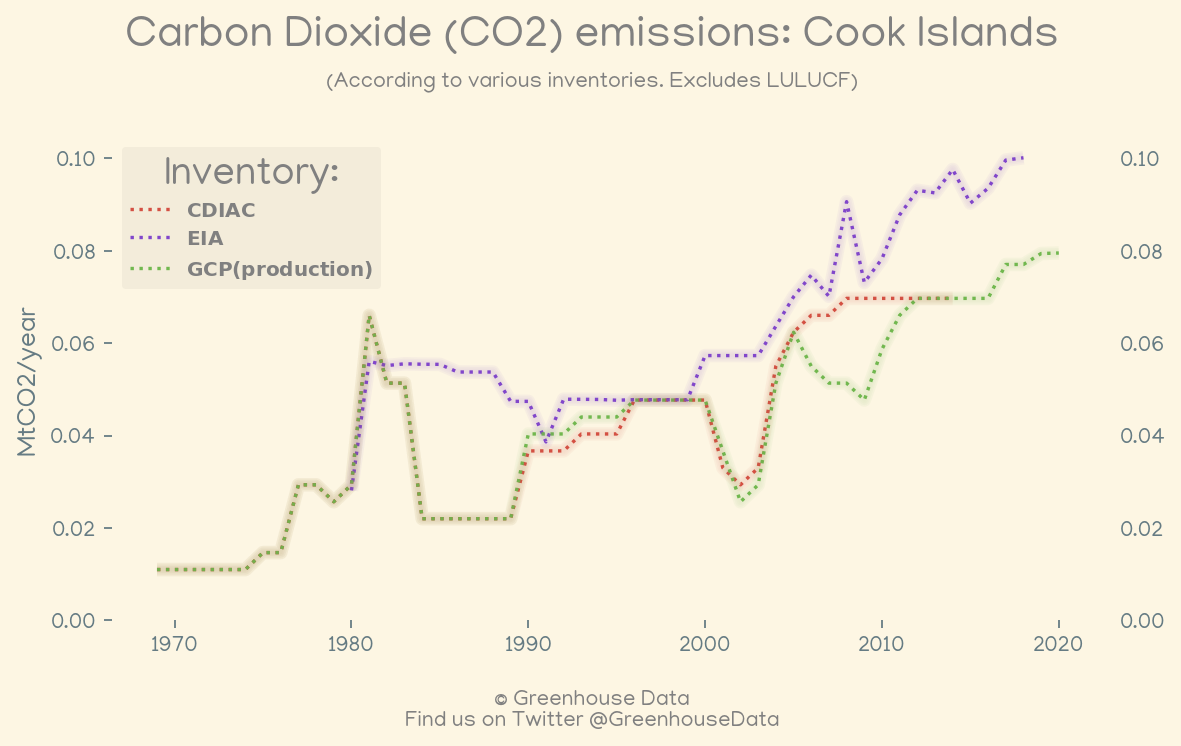 Carbon Dioxide (CO2) emissions: Cook Islands
(According to various inventories. Excludes LULUCF)
Inventory:
CDIAC
EIA
GCP(production)
MtCO2/year
0.10
0.08
0.06
0.04
0.02
0.00
0.10
0.08
0.06
0.04
0.02
0.00
1970 1980 1990 2000 2010 2020
© Greenhouse Data
Find us on Twitter @GreenhouseData